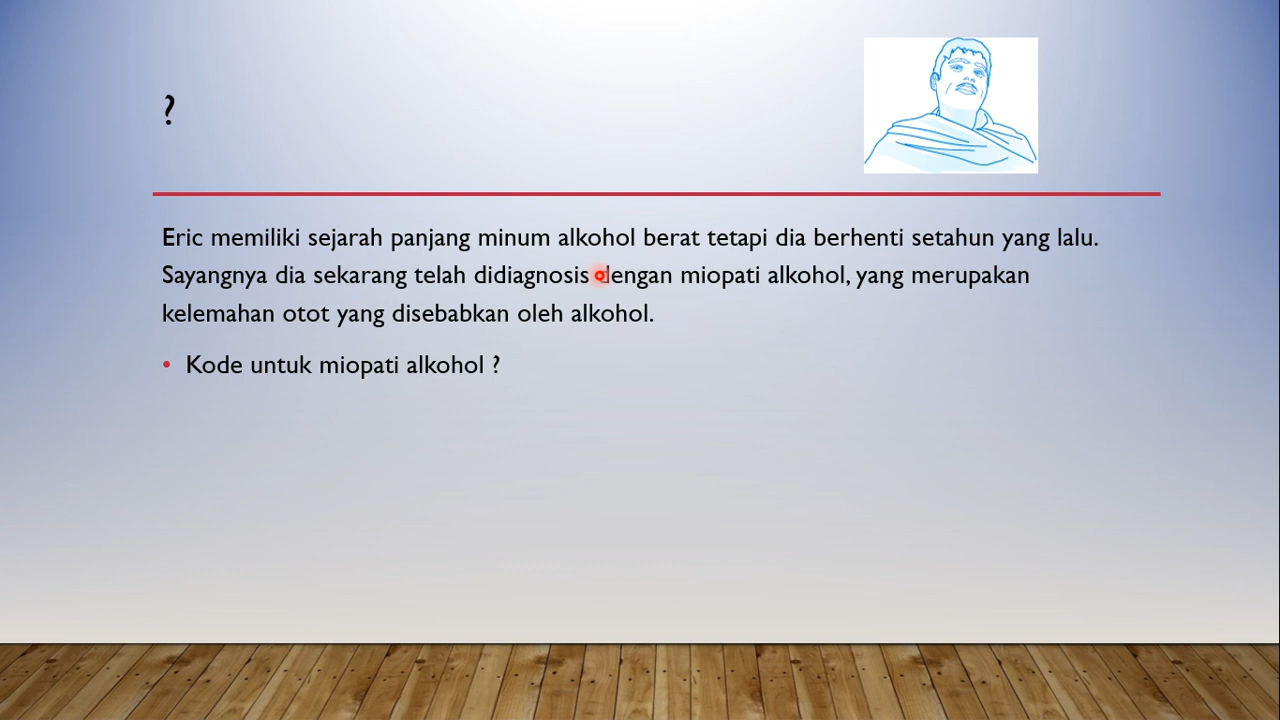 ?
Eric memiliki sejarah panjang minum alkohol berat tetapi dia berhenti setahun yang lalu.
Sayangnya dia sekarang telah didiagnosis dengan miopati alkohol, yang merupakan
kelemahan otot yang disebabkan oleh alkohol.
• Kode untuk miopati alkohol ?